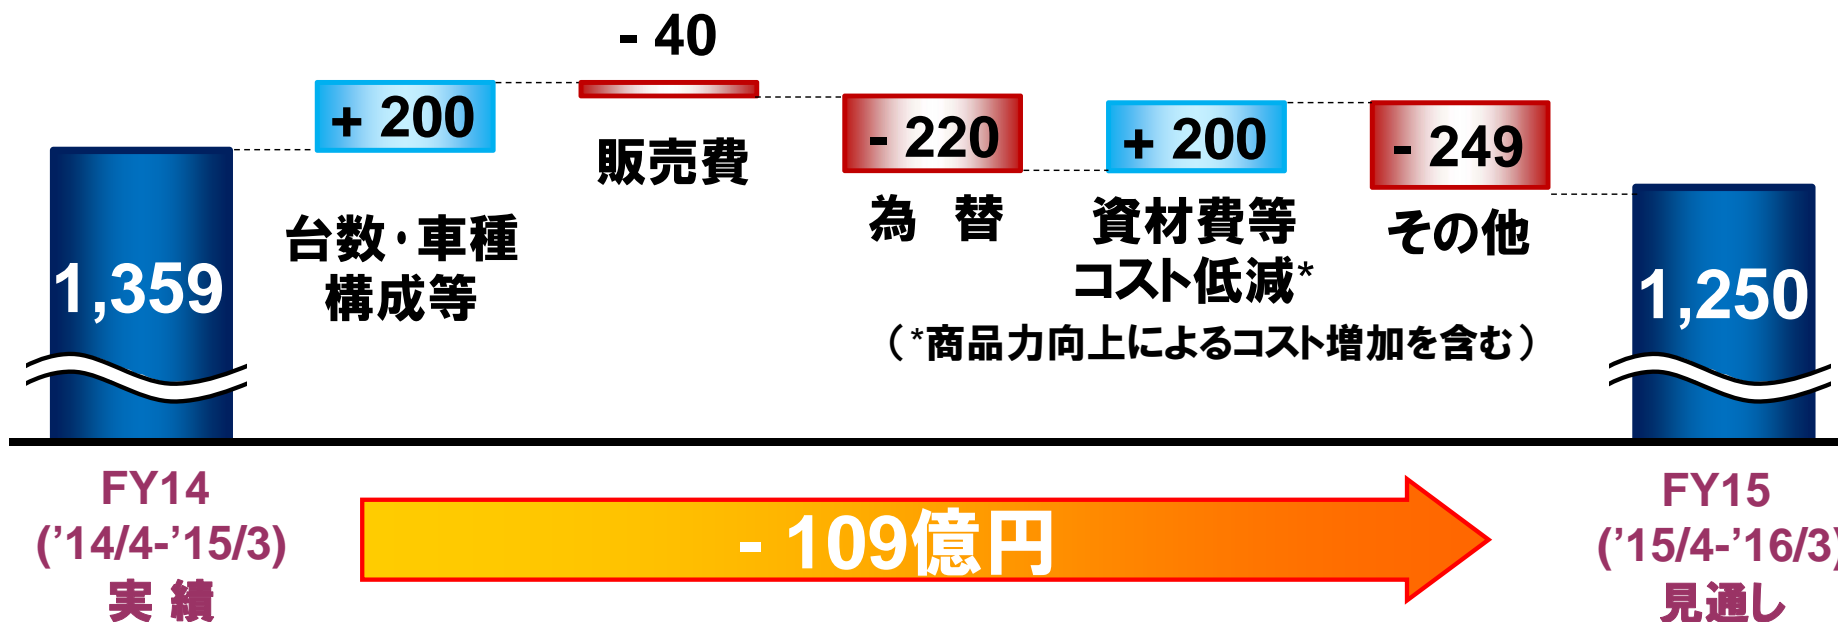 - 40
+ 200
- 220
+ 200
- 249
販売費
為 替
資材費等
コスト低減*
その他
台数・車種
構成等
1,359
1,250
(*商品力向上によるコスト増加を含む)
FY14
('14/4-'15/3)
実 績
- 109億円
FY15
('15/4-'16/3)
見通し